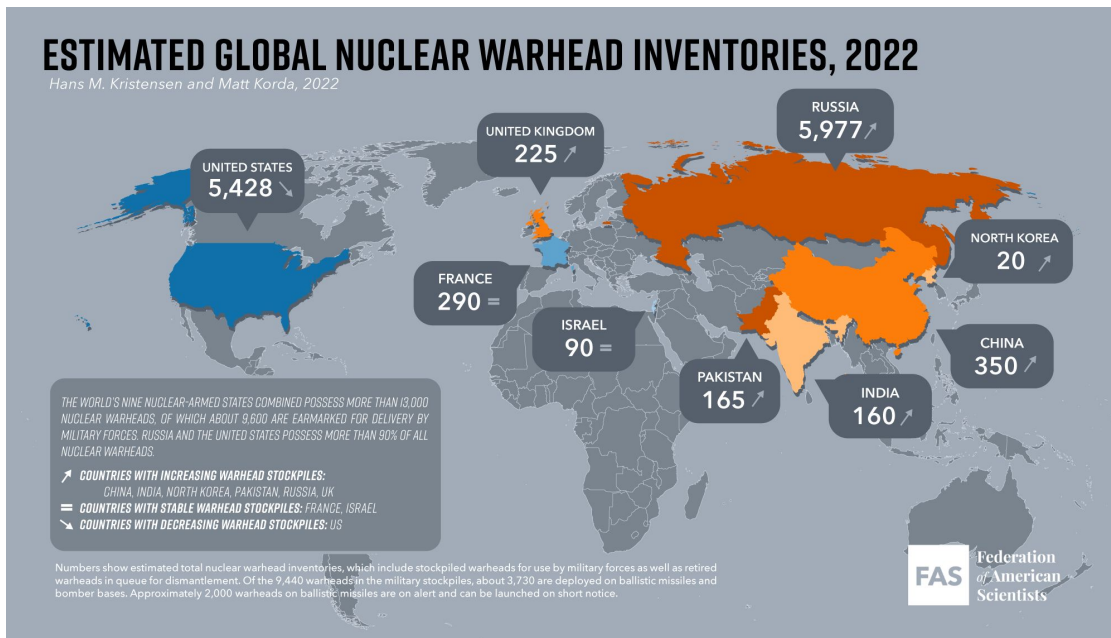 ESTIMATED GLOBAL NUCLEAR WARHEAD INVENTORIES, 2022
Hans M. Kristensen and Matt Korda, 2022
RUSSIA
5,977
UNITED KINGDOM
225
UNITED STATES
5,428
NORTH KOREA
20
FRANCE
290 =
ISRAEL
90 =
CHINA
350
PAKISTAN
165
INDIA
160
THE WORLD'S NINE NUCLEAR-ARMED STATES COMBINED POSSESS MORE THAN 13,000
NUCLEAR WARHEADS, OF WHICH ABOUT 9,600 ARE EARMARKED FOR DELIVERY BY
MILITARY FORCES. RUSSIA AND THE UNITED STATES POSSESS MORE THAN 90% OF ALL
NUCLEAR WARHEADS.
COUNTRIES WITH INCREASING WARHEAD STOCKPILES:
CHINA, INDIA, NORTH KOREA, PAKISTAN, RUSSIA, UK
= COUNTRIES WITH STABLE WARHEAD STOCKPILES: FRANCE, ISRAEL
COUNTRIES WITH DECREASING WARHEAD STOCKPILES: US
Numbers show estimated total nuclear warhead inventories, which include stockpiled warheads for use by military forces as well as retired
warheads in queue for dismantlement. Of the 9,440 warheads in the military stockpiles, about 3,730 are deployed on ballistic missiles and
bomber bases. Approximately 2,000 warheads on ballistic missiles are on alert and can be launched on short notice.
FAS
Federation
of American
Scientists